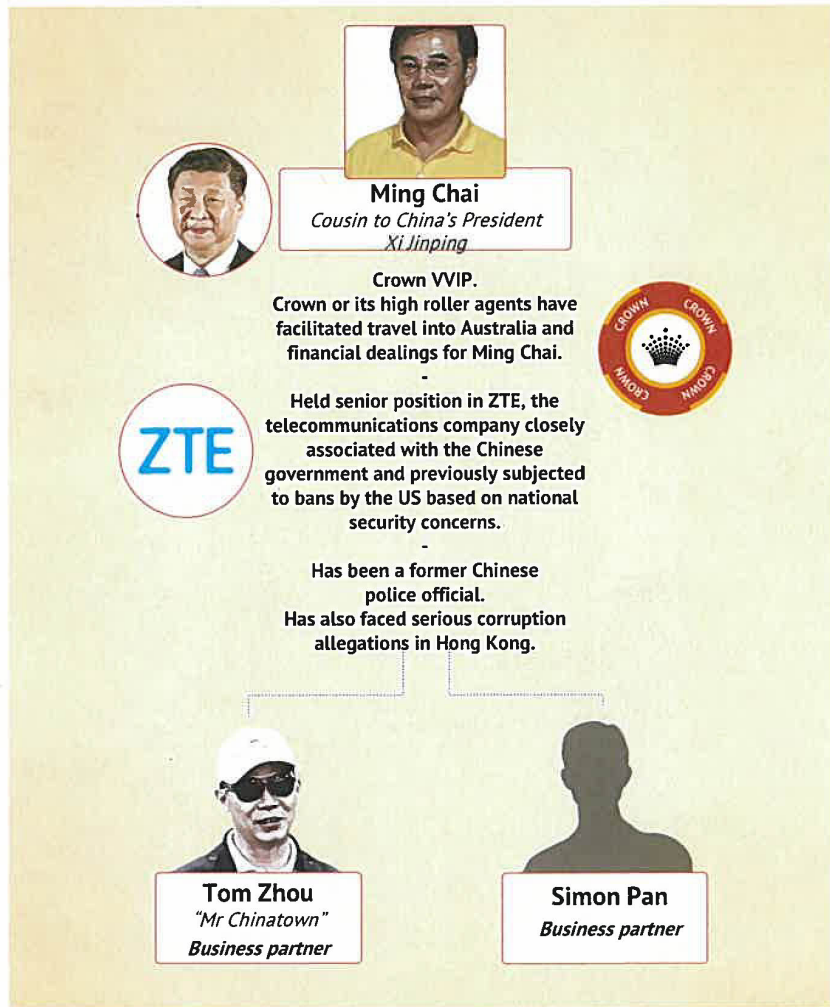 Ming Chai
Cousin to China's President
Xi Jinping
Crown VVIP.
Crown or its high roller agents have
facilitated travel into Australia and
financial dealings for Ming Chai.
-
CROWN
CROWN
CROWN
CROWN
Held senior position in ZTE, the
telecommunications company closely
associated with the Chinese
government and previously subjected
to bans by the US based on national
security concerns.
-
ZTE
Has been a former Chinese
police official.
Has also faced serious corruption
allegations in Hong Kong.
Tom Zhou
"Mr Chinatown"
Business partner
Simon Pan
Business partner